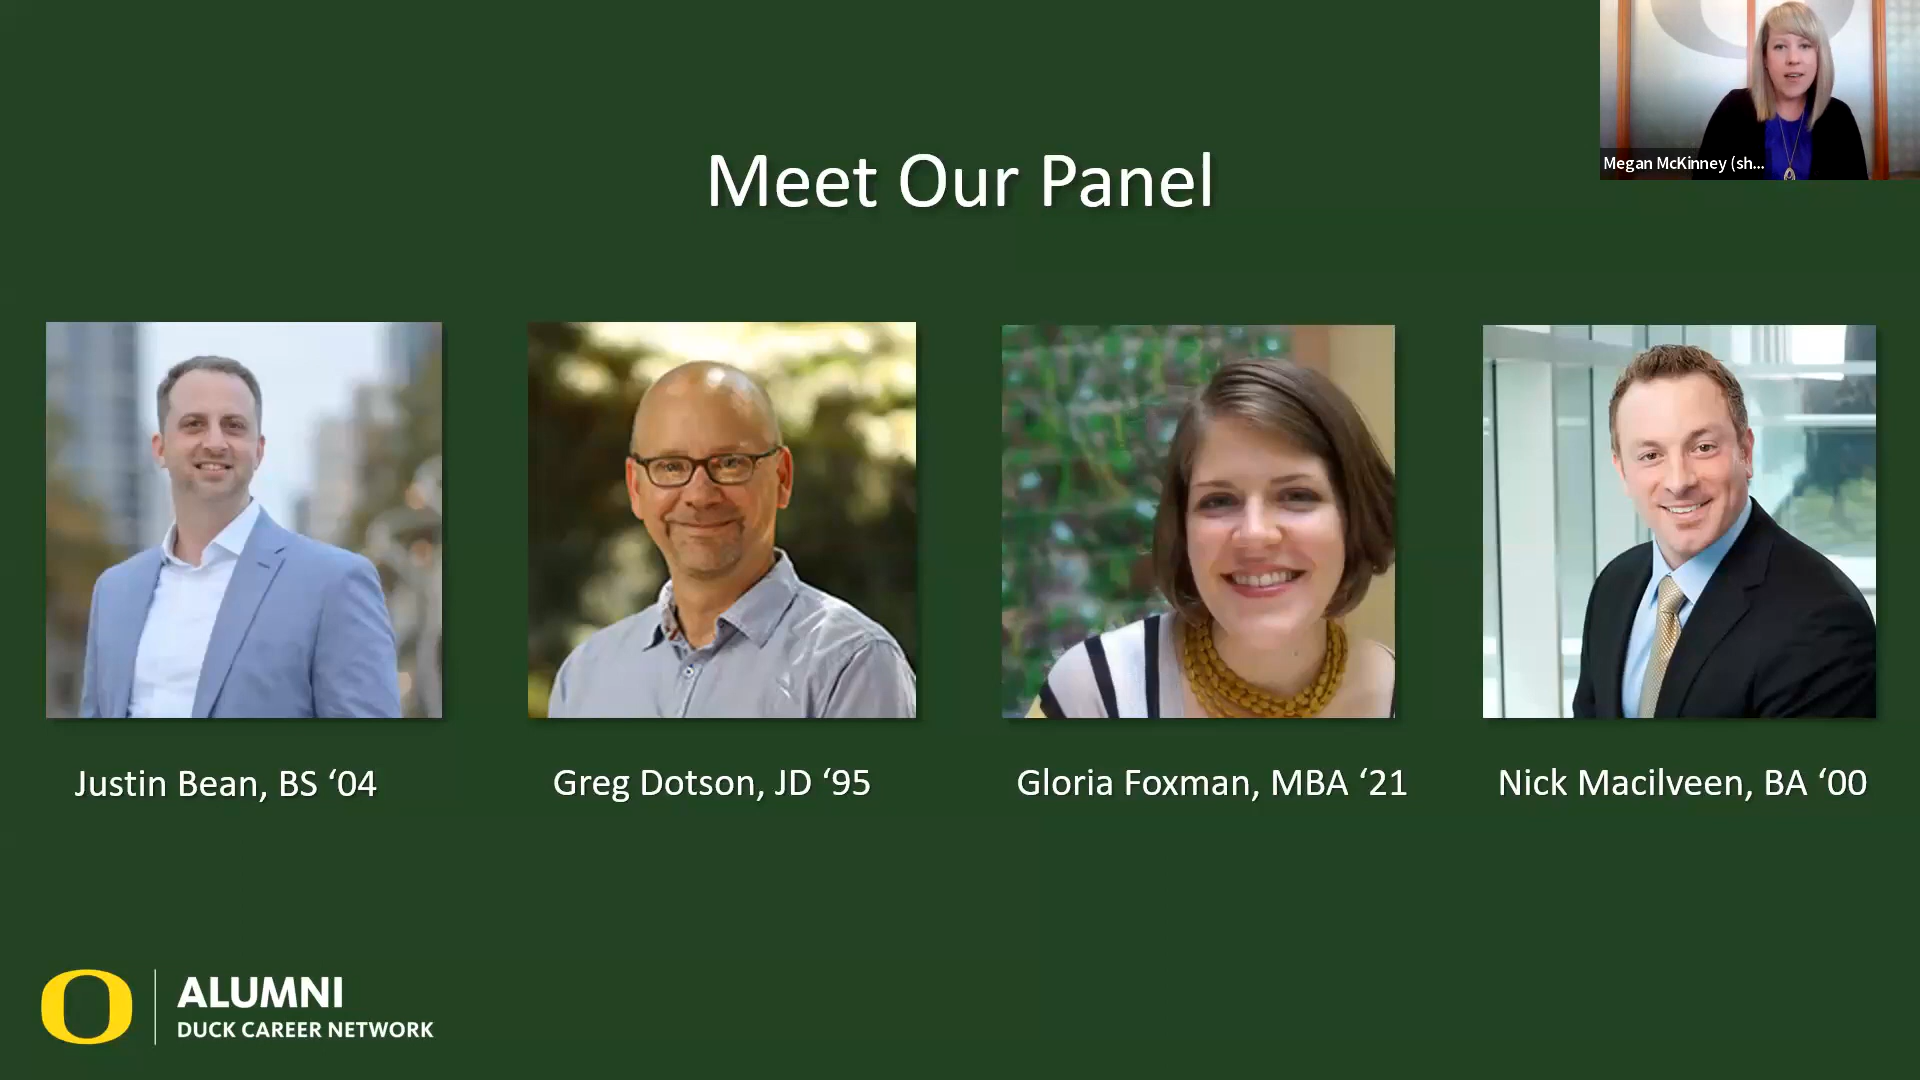 Megan McKinney (sh...
Meet Our Panel
Justin Bean, BS ‘04
Greg Dotson, JD ‘95
Gloria Foxman, MBA ‘21
Nick Macilveen, BA ‘00
O
ALUMNI
DUCK CAREER NETWORK